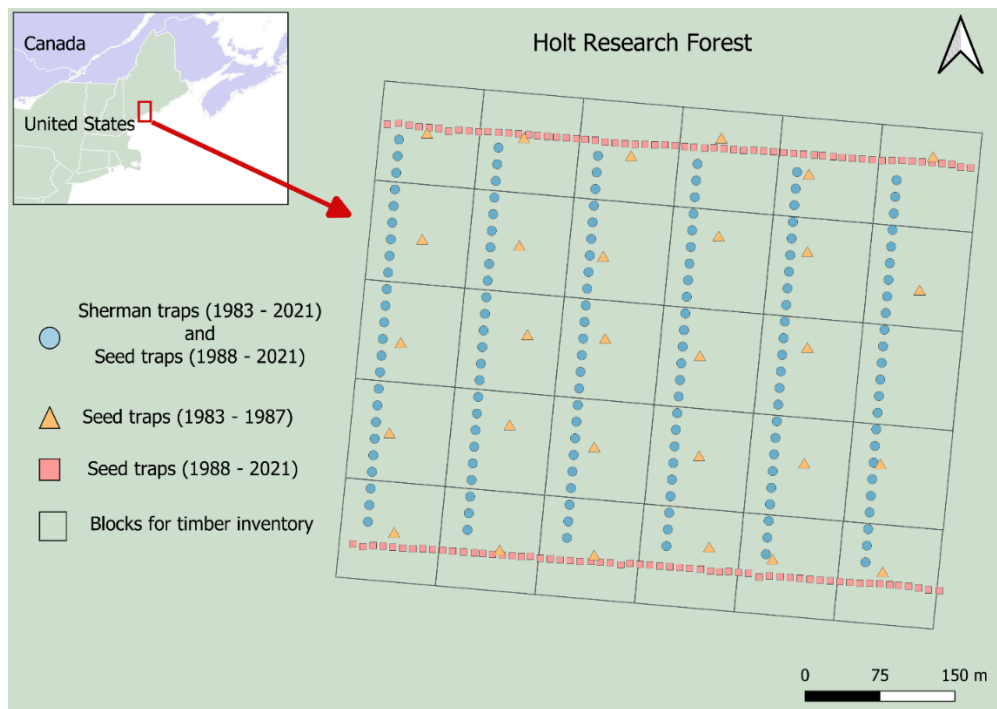 Holt Research Forest
Canada
United States
Sherman traps (1983 - 2021)
and
Seed traps (1988 - 2021)
Seed traps (1983 - 1987)
Seed traps (1988 - 2021)
Blocks for timber inventory
0 75 150 m